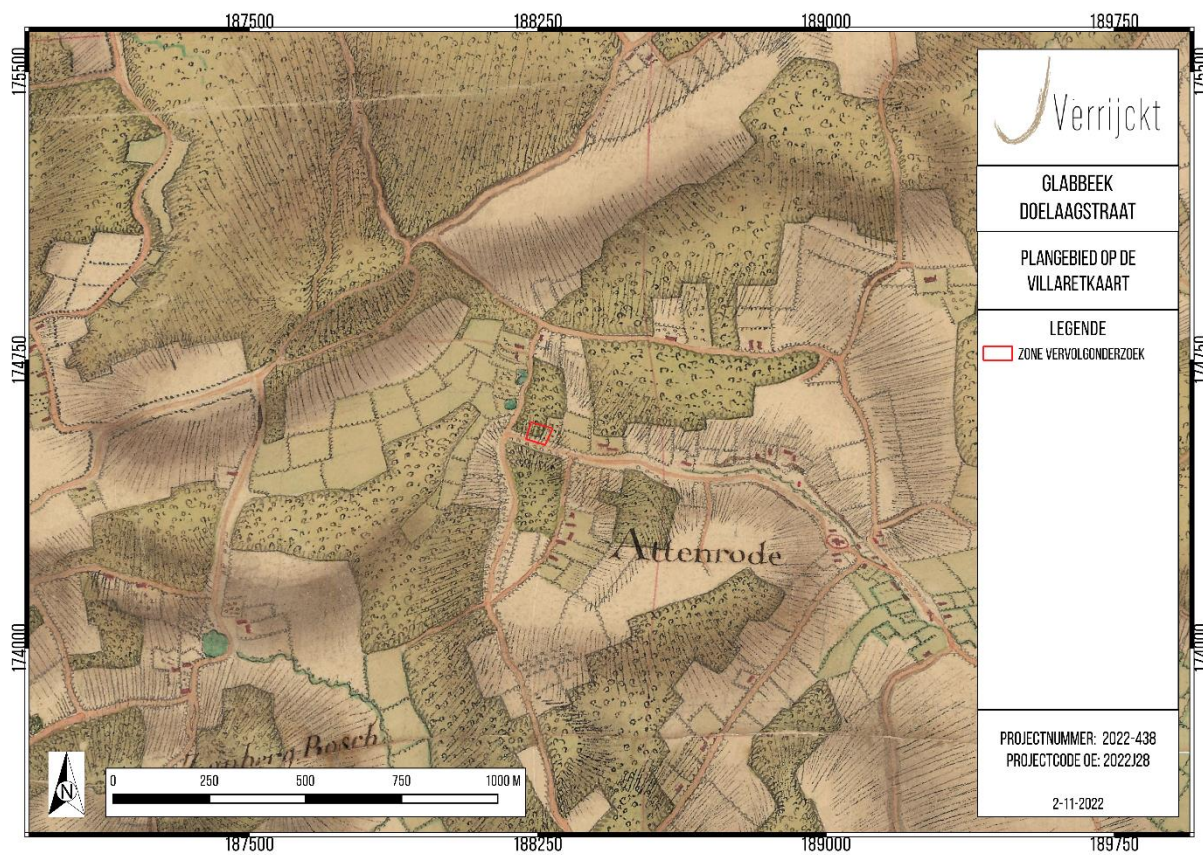 187500 188250 189000 189750
175500 175500
Verrijckt
GLABBEEK
DOELAAGSTRAAT
PLANGEBIED OP DE
VILLARETKAART
LEGENDE
ZONE VERVOLGONDERZOEK
174750 174750
Attenrode
174000 174000
Bosch
PROJECTNUMMER: 2022-438
PROJECTCODE OE: 2022J28
2-11-2022
N
0 250 500 750 1000 M
187500 188250 189000 189750